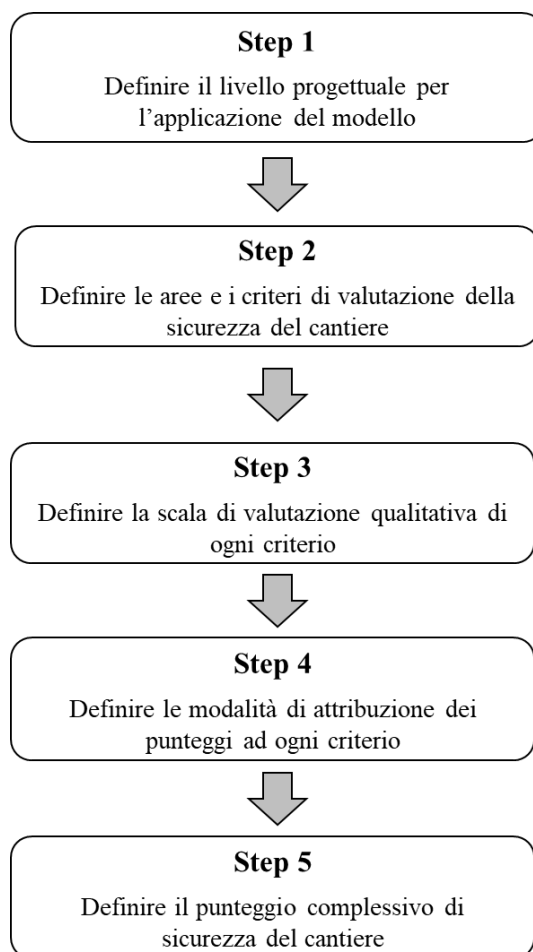 Step 1
Definire il livello progettuale per
l’applicazione del modello
Step 2
Definire le aree e i criteri di valutazione della
sicurezza del cantiere
Step 3
Definire la scala di valutazione qualitativa di
ogni criterio
Step 4
Definire le modalità di attribuzione dei
punteggi ad ogni criterio
Step 5
Definire il punteggio complessivo di
sicurezza del cantiere